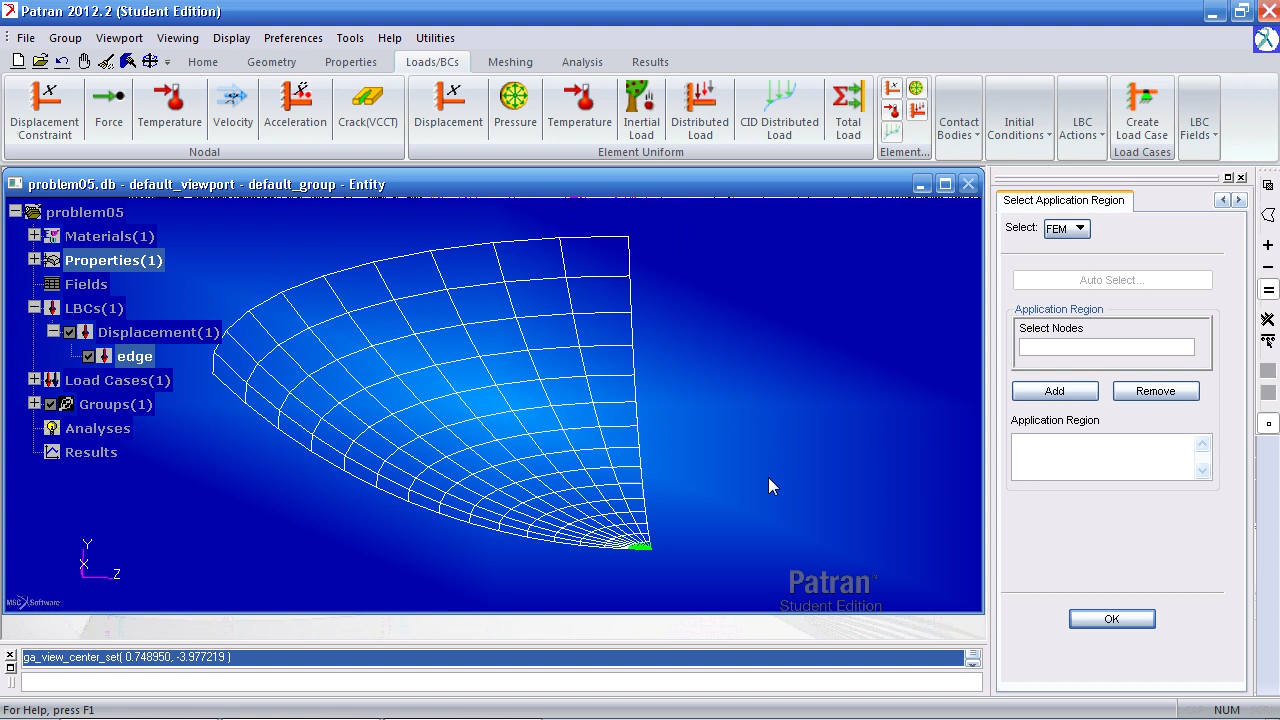 Patran 2012.2 (Student Edition)
File Group Viewport Viewing Display Preferences Tools Help Utilities
Home Geometry Properties Loads/BCs Meshing Analysis Results
Displacement Constraint
Force
Temperature
elocity
Acceleration
Crack(VCCT)
Displacement
Pressure
Temperature
Inertial Load
Distributed Load
CID Distributed Load
Total Load
Contact Bodies
Initial Conditions
LBC Actions
Create Load Case
LBC Fields
Nodal
Element Uniform
Element...
Load Cases
problem05.db - default_viewport - default_group - Entity
problem05
Materials(1)
Properties(1)
Fields
LBCs(1)
Displacement(1)
edge
Load Cases(1)
Groups(1)
Analyses
Results
Y
X
Z
MSC Software
Patran
Student Edition
Select Application Region
Select: FEM
Auto Select...
Application Region
Select Nodes
Add Remove
Application Region
OK
ga_view_center_set( 0.748950, -3.977219 )
For Help, press F1
NUM